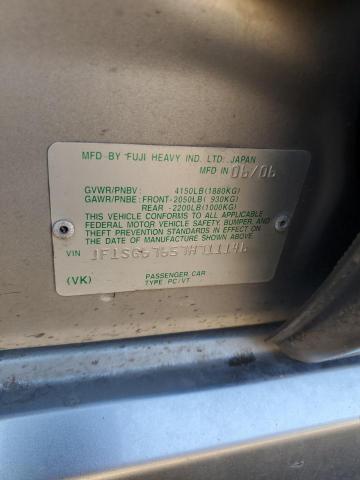 MFD BY FUJI HEAVY IND. LTD. JAPAN
MFD IN 06/06
GVWR/PNBV: 4150LB(1880KG)
GAWR/PNBE: FRONT-2050LB( 930KG)
REAR -2200LB(1000KG)
THIS VEHICLE CONFORMS TO ALL APPLICABLE
FEDERAL MOTOR VEHICLE SAFETY, BUMPER, AND
THEFT PREVENTION STANDARDS IN EFFECT ON
THE DATE OF MANUFACTURE SHOWN ABOVE.
VIN
(VK)
PASSENGER CAR
TYPE: PC/VT